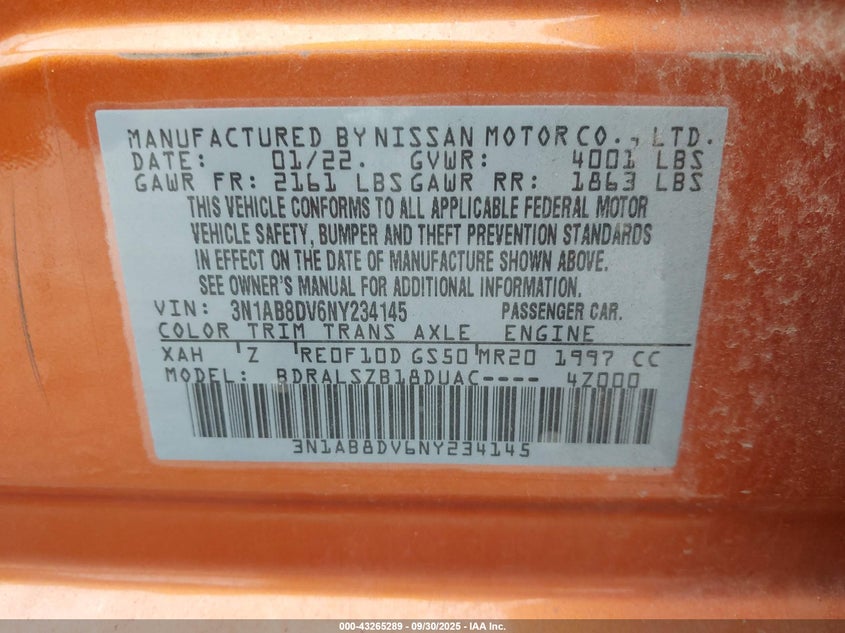 MANUFACTURED BY NISSAN MOTOR CO., LTD.
DATE: 01/22. GVWR: 4001 LBS
GAWR FR: 2161 LBS GAWR RR: 1863 LBS
THIS VEHICLE CONFORMS TO ALL APPLICABLE FEDERAL MOTOR
VEHICLE SAFETY, BUMPER AND THEFT PREVENTION STANDARDS
IN EFFECT ON THE DATE OF MANUFACTURE SHOWN ABOVE.
SEE OWNER'S MANUAL FOR ADDITIONAL INFORMATION.
VIN: 3N1AB8DV6NY234145 PASSENGER CAR.
COLOR TRIM TRANS AXLE ENGINE
XAH Z RE0F10D GS50 MR20 1997 CC
MODEL: BDRALSZB18DUAC---- 4Z000
3N1AB8DV6NY234145
000-43265289 - 09/30/2025 - IAA Inc.